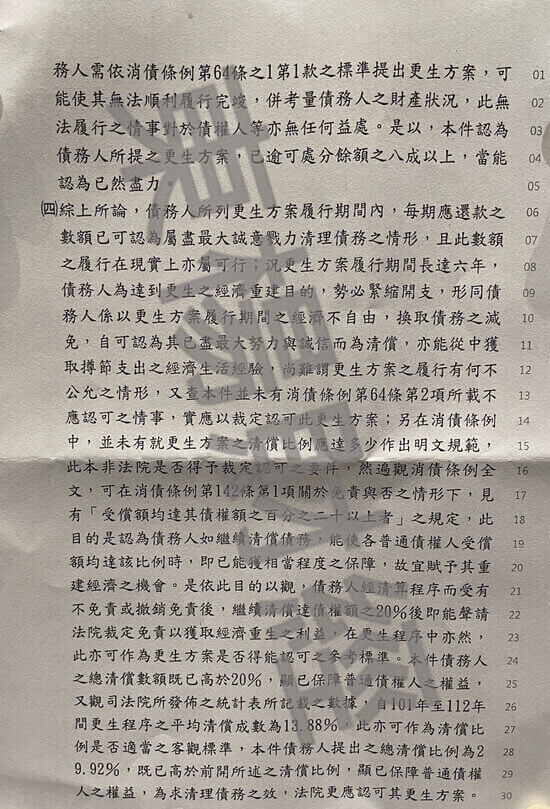 務人需依消債條例第64條之1第1款之標準提出更生方案，可 01
能使其無法順利履行完竣，併考量債務人之財產狀況，此無 02
法履行之情事對於債權人等亦無任何益處。是以，本件認為 03
債務人所提之更生方案，已逾可處分餘額之八成以上，當能 04
認為已然盡力。 05
㈣綜上所論，債務人所列更生方案履行期間內，每期應還款之 06
數額已可認為屬盡最大誠意戮力清理債務之情形，且此數額 07
之履行在現實上亦屬可行；況更生方案履行期間長達六年， 08
債務人為達到更生之經濟重建目的，勢必緊縮開支，形同債 09
務人係以更生方案履行期間之經濟不自由，換取債務之減 10
免，自可認為其已盡最大努力與誠信而為清償，亦能從中獲 11
取撙節支出之經濟生活經驗，尚難謂更生方案之履行有何不 12
公允之情形，又查本件並未有消債條例第64條第2項所載不 13
應認可之情事，實應以裁定認可此更生方案；另在消債條例 14
中，並未有就更生方案之清償比例應達多少作出明文規範， 15
此本非法院是否得予裁定認可之要件，然遍觀消債條例全 16
文，可在消債條例第142條第1項關於免責與否之情形下，見 17
有「受償額均達其債權額之百分之二十以上者」之規定，此 18
目的是認為債務人如繼續清償債務，能使各普通債權人受償 19
額均達該比例時，即已能獲相當程度之保障，故宜賦予其重 20
建經濟之機會。是依此目的以觀，債務人經清算程序而受有 21
不免責或撤銷免責後，繼續清償達債權額之20%後即能聲請 22
法院裁定免責以獲取經濟重生之利益，在更生程序中亦然， 23
此亦可作為更生方案是否得能認可之參考標準。本件債務人 24
之總清償數額既已高於20%，顯已保障普通債權人之權益， 25
又觀司法院所發佈之統計表所記載之數據，自101年至112年 26
間更生程序之平均清償成數為13.88%，此亦可作為清償比 27
例是否適當之客觀標準，本件債務人提出之總清償比例為2 28
9.92%，既已高於前開所述之清償比例，顯已保障普通債權 29
人之權益，為求清理債務之效，法院更應認可其更生方案。 30